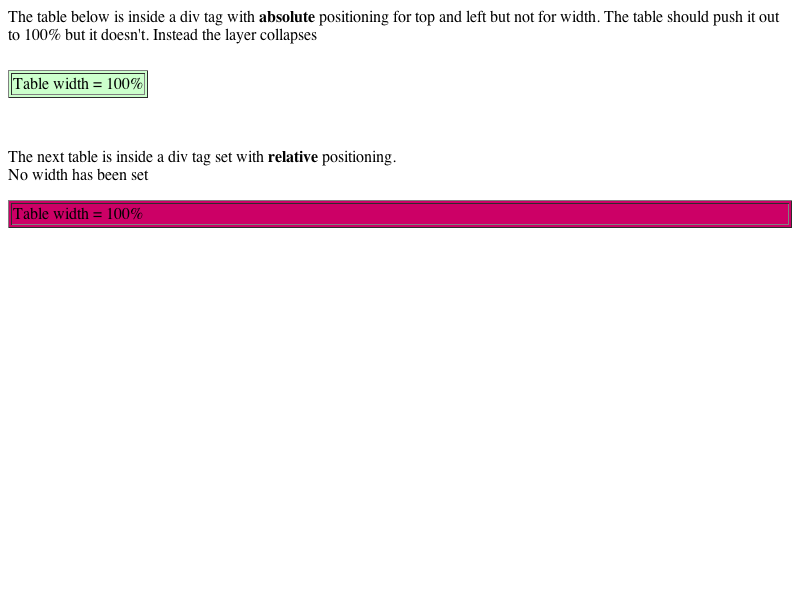 The table below is inside a div tag with absolute positioning for top and left but not for width. The table should push it out
to 100% but it doesn't. Instead the layer collapses
Table width = 100%
The next table is inside a div tag set with relative positioning.
No width has been set
Table width = 100%